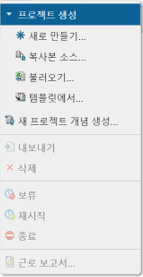 프로젝트 생성
새로 만들기...
복사본 소스...
불러오기...
템플릿에서...
새 프로젝트 개념 생성...
내보내기
삭제
보류
재시작
종료
근로 보고서...